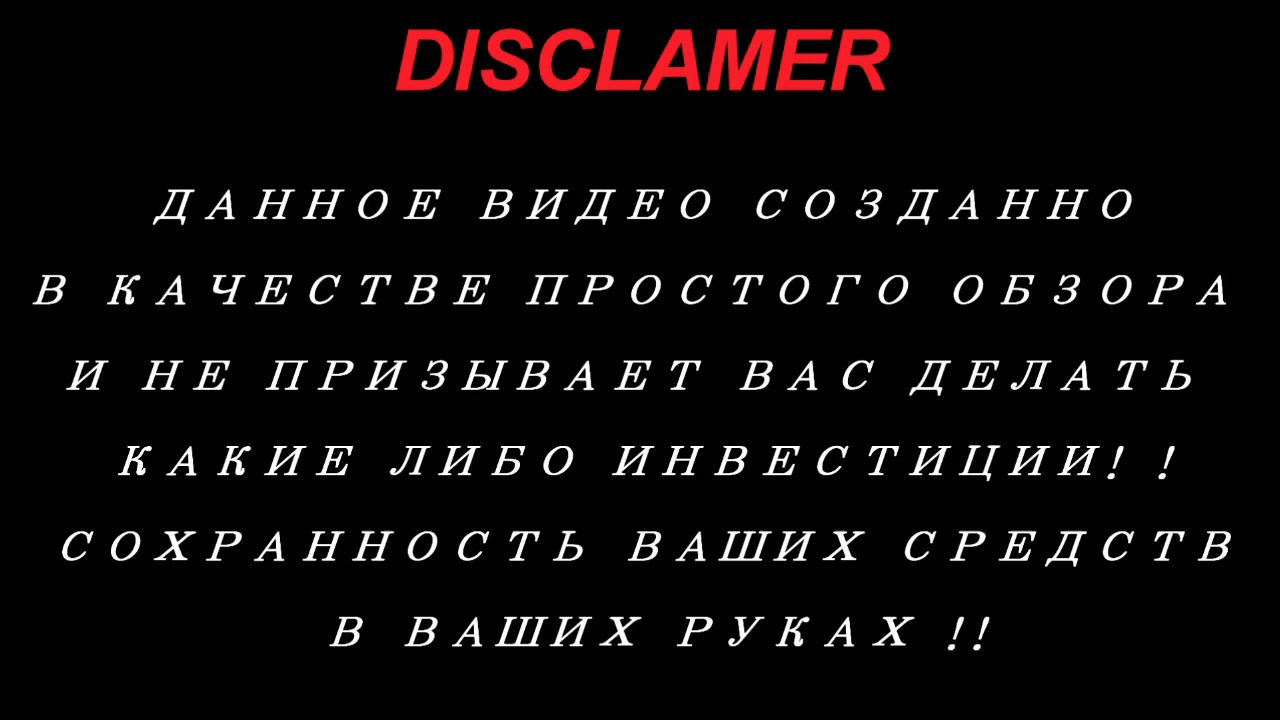 DISCLAMER
ДАННОЕ ВИДЕО СОЗДАННО
В КАЧЕСТВЕ ПРОСТОГО ОБЗОРА
И НЕ ПРИЗЫВАЕТ ВАС ДЕЛАТЬ
КАКИЕ ЛИБО ИНВЕСТИЦИИ! !
СОХРАННОСТЬ ВАШИХ СРЕДСТВ
В ВАШИХ РУКАХ !!